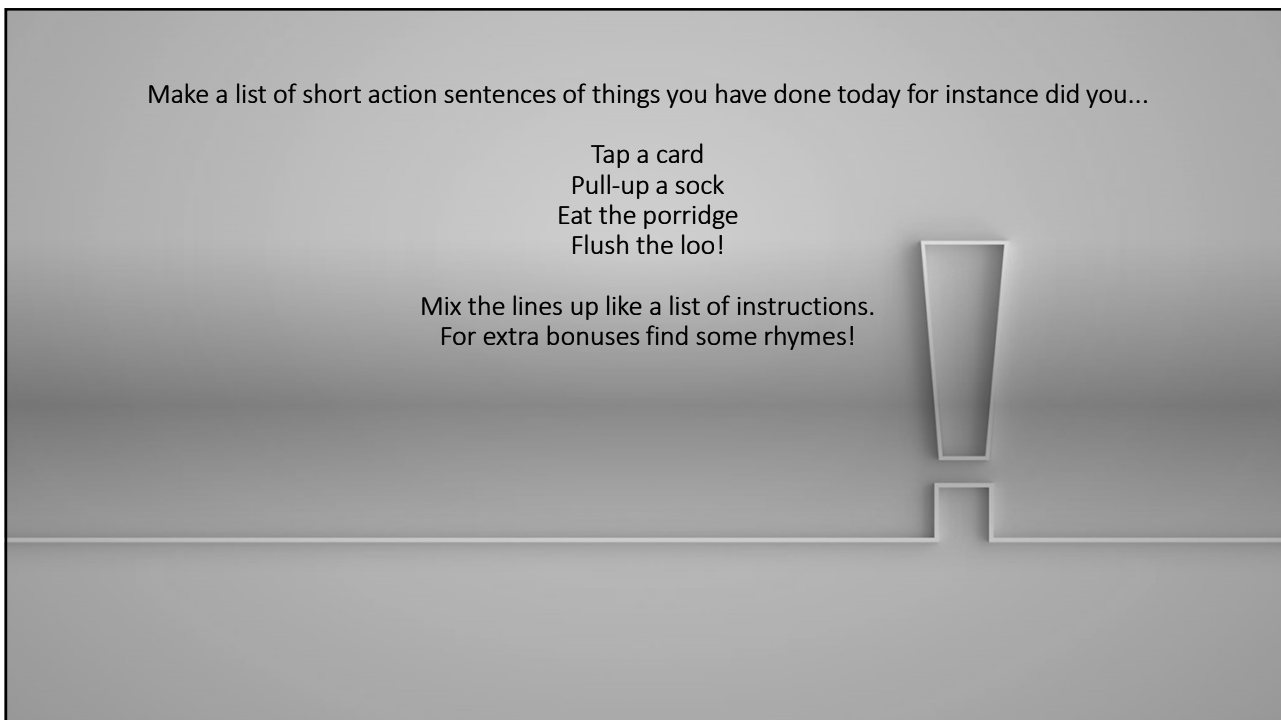 Make a list of short action sentences of things you have done today for instance did you...
Tap a card
Pull-up a sock
Eat the porridge
Flush the loo!
Mix the lines up like a list of instructions.
For extra bonuses find some rhymes!